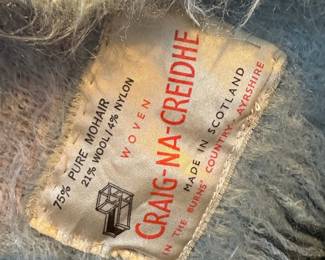 75% PURE MOHAIR
21% WOOL / 4% NYLON
WOVEN
CRAIG-NA-CREIDHE
MADE IN SCOTLAND
IN THE BURNS' COUNTRY, AYRSHIRE